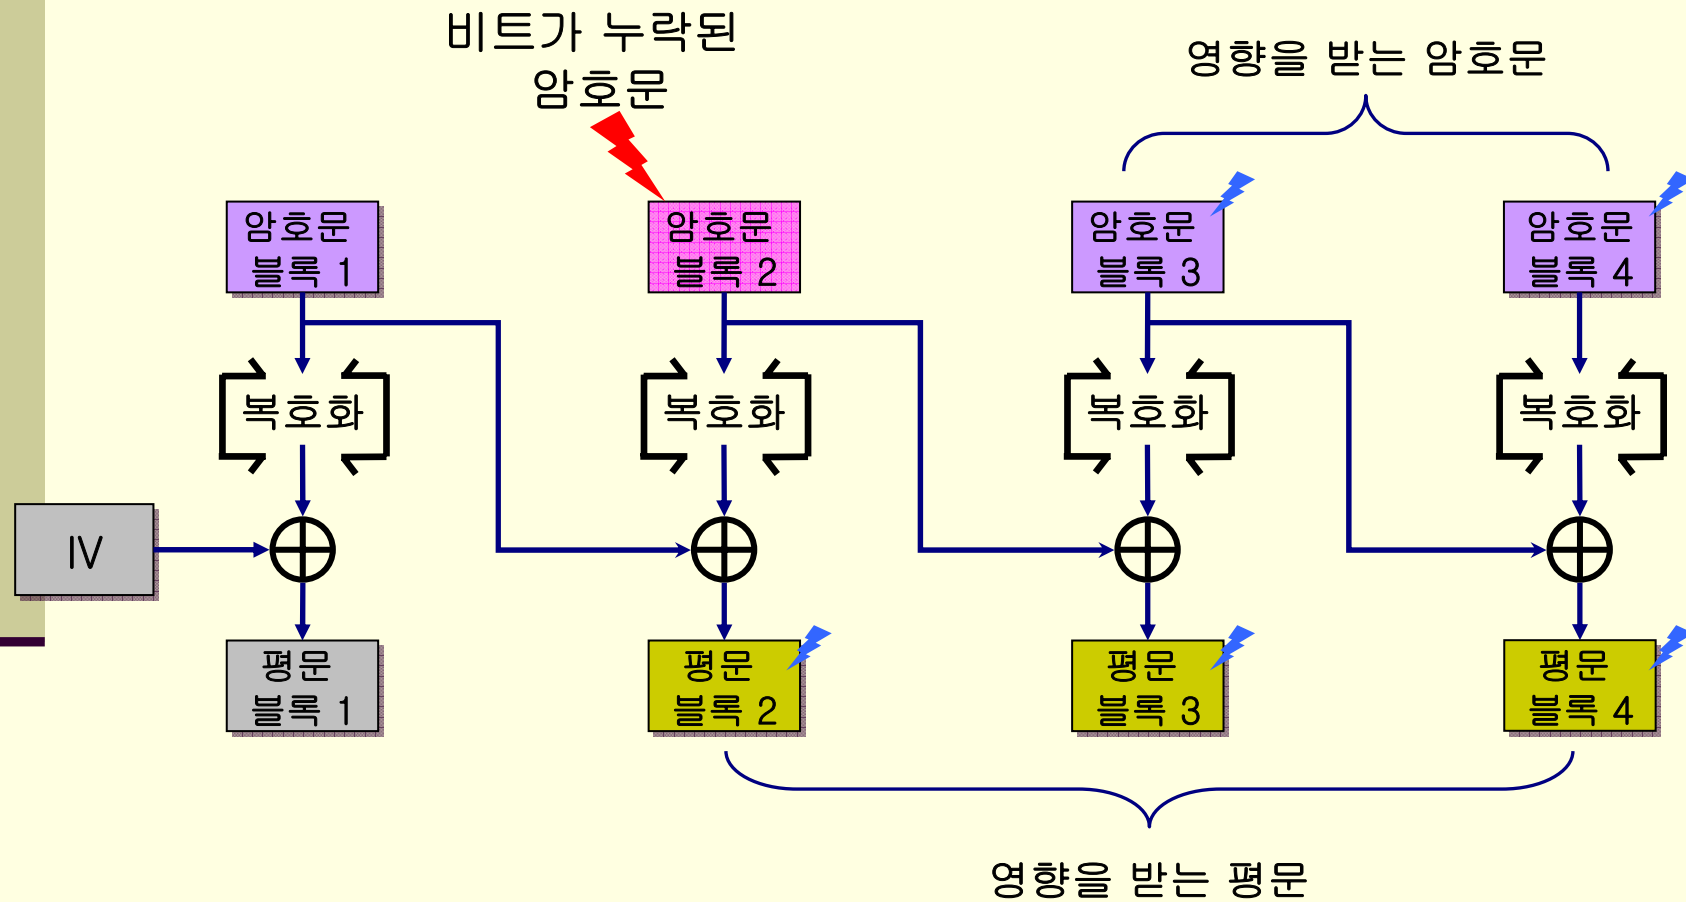 비트가 누락된
암호문
영향을 받는 암호문
암호문
블록 1
암호문
블록 2
암호문
블록 3
암호문
블록 4
복호화
복호화
복호화
복호화
IV
평문
블록 1
평문
블록 2
평문
블록 3
평문
블록 4
영향을 받는 평문